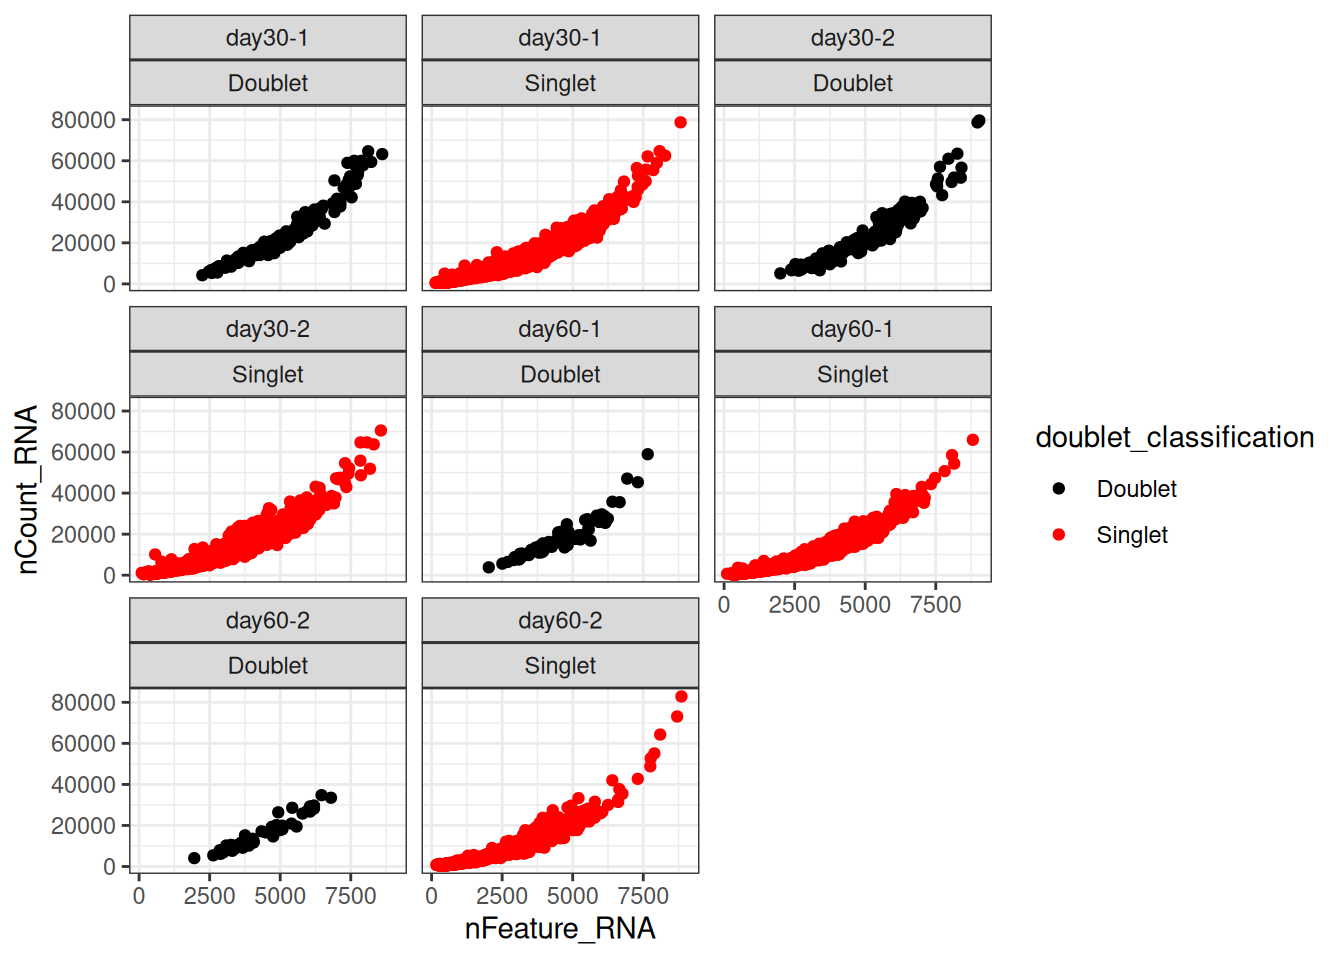 day30-1 day30-1 day30-2
Doublet Singlet Doublet
80000
60000
40000
20000
0
day30-2 day60-1 day60-1
Singlet Doublet Singlet
80000
60000
40000
20000
0
0 2500 5000 7500
day60-2 day60-2
Doublet Singlet
80000
60000
40000
20000
0
0 2500 5000 7500 0 2500 5000 7500
nFeature_RNA
nCount_RNA
doublet_classification
Doublet
Singlet